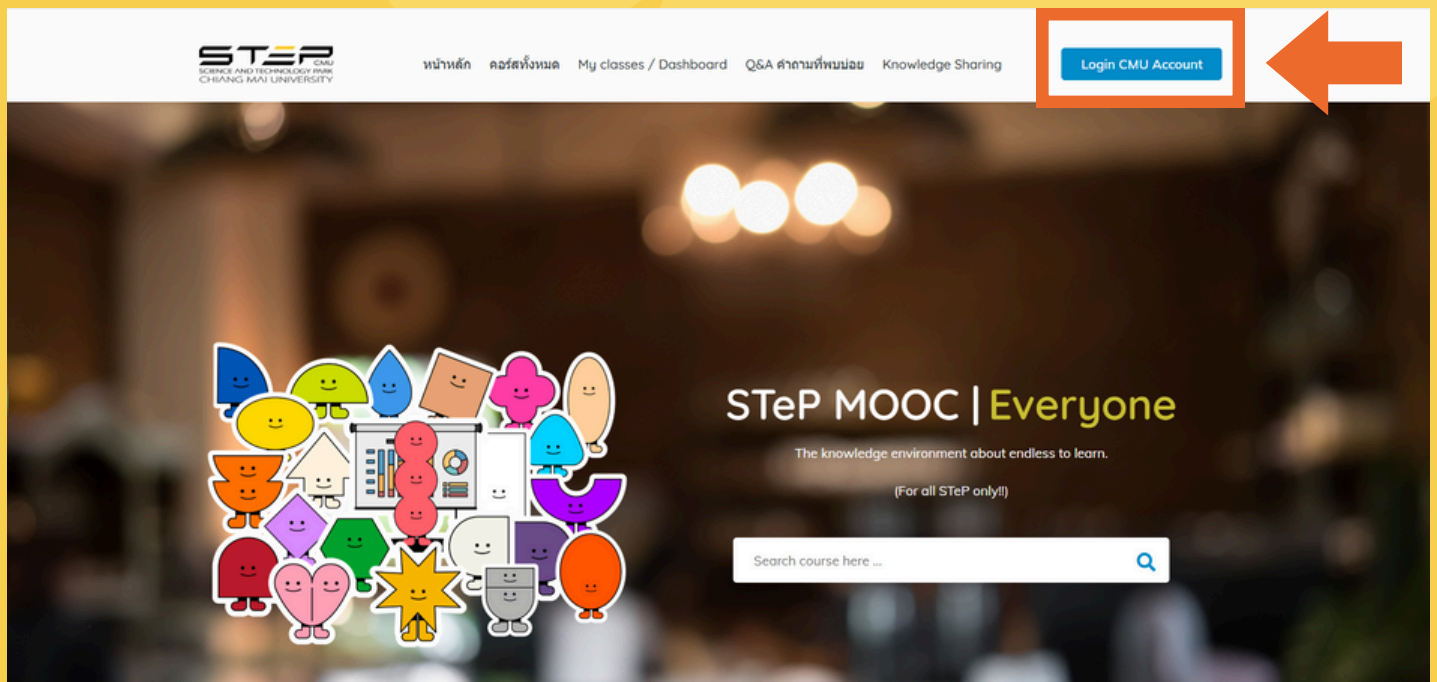 STeP
CMU
SCIENCE AND TECHNOLOGY PARK
CHIANG MAI UNIVERSITY
หน้าหลัก คอร์สทั้งหมด My classes / Dashboard Q&A คำถามที่พบบ่อย Knowledge Sharing Login CMU Account
STeP MOOC | Everyone
The knowledge environment about endless to learn.
(For all STeP only!!)
Search course here ...